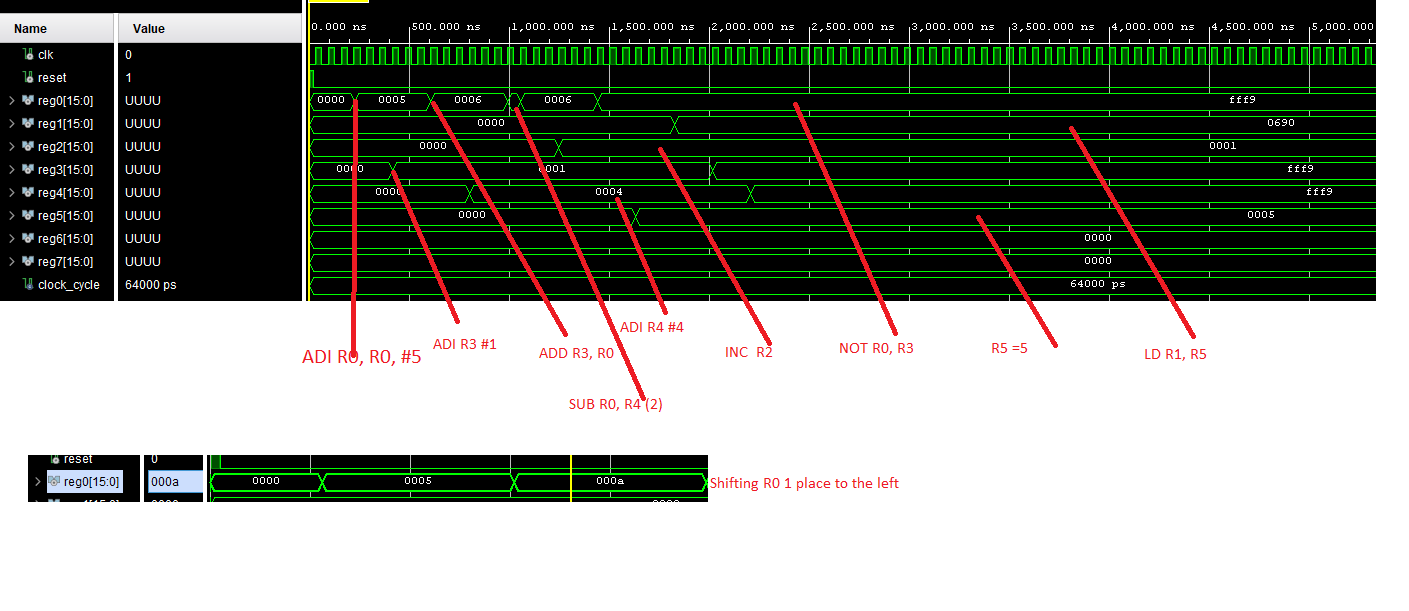 Name Value
0.000 ns 500.000 ns 1,000.000 ns 1,500.000 ns 2,000.000 ns 2,500.000 ns 3,000.000 ns 3,500.000 ns 4,000.000 ns 4,500.000 ns 5,000.000
clk 0
reset 1
reg0[15:0] UUUU 0000 0005 0006 0006 fff9
reg1[15:0] UUUU 0000 0690
reg2[15:0] UUUU 0000 0001
reg3[15:0] UUUU 0000 0001 fff9
reg4[15:0] UUUU 0000 0004 fff9
reg5[15:0] UUUU 0000 0005
reg6[15:0] UUUU 0000
reg7[15:0] UUUU 0000
clock_cycle 64000 ps 64000 ps
ADI R4 #4
ADI R3 #1
ADI R0, R0, #5
ADD R3, R0
INC R2
NOT R0, R3
R5 =5
LD R1, R5
SUB R0, R4 (2)
reset 0
reg0[15:0] 000a 0000 0005 000a
Shifting R0 1 place to the left